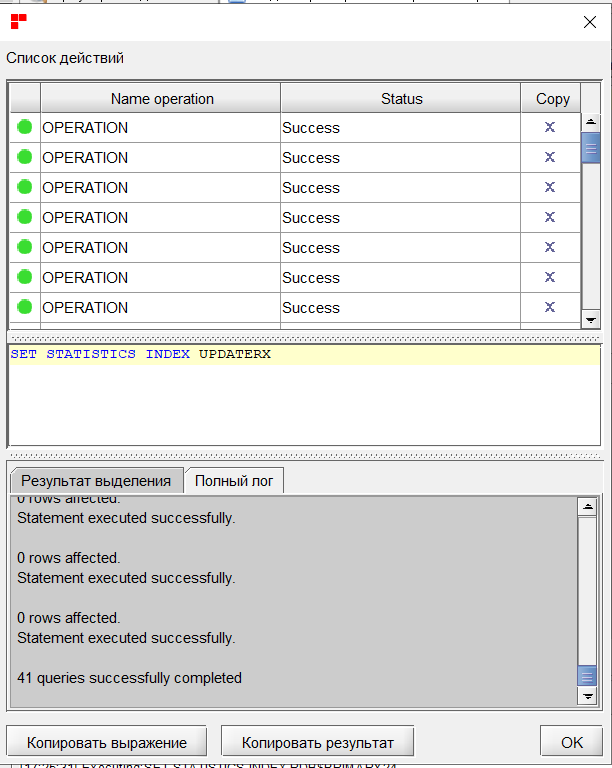 Список действий
Name operation Status Copy
OPERATION Success X
OPERATION Success X
OPERATION Success X
OPERATION Success X
OPERATION Success X
OPERATION Success X
OPERATION Success X
SET STATISTICS INDEX UPDATERX
Результат выделения Полный лог
0 rows affected.
Statement executed successfully.
0 rows affected.
Statement executed successfully.
0 rows affected.
Statement executed successfully.
41 queries successfully completed
Копировать выражение Копировать результат OK